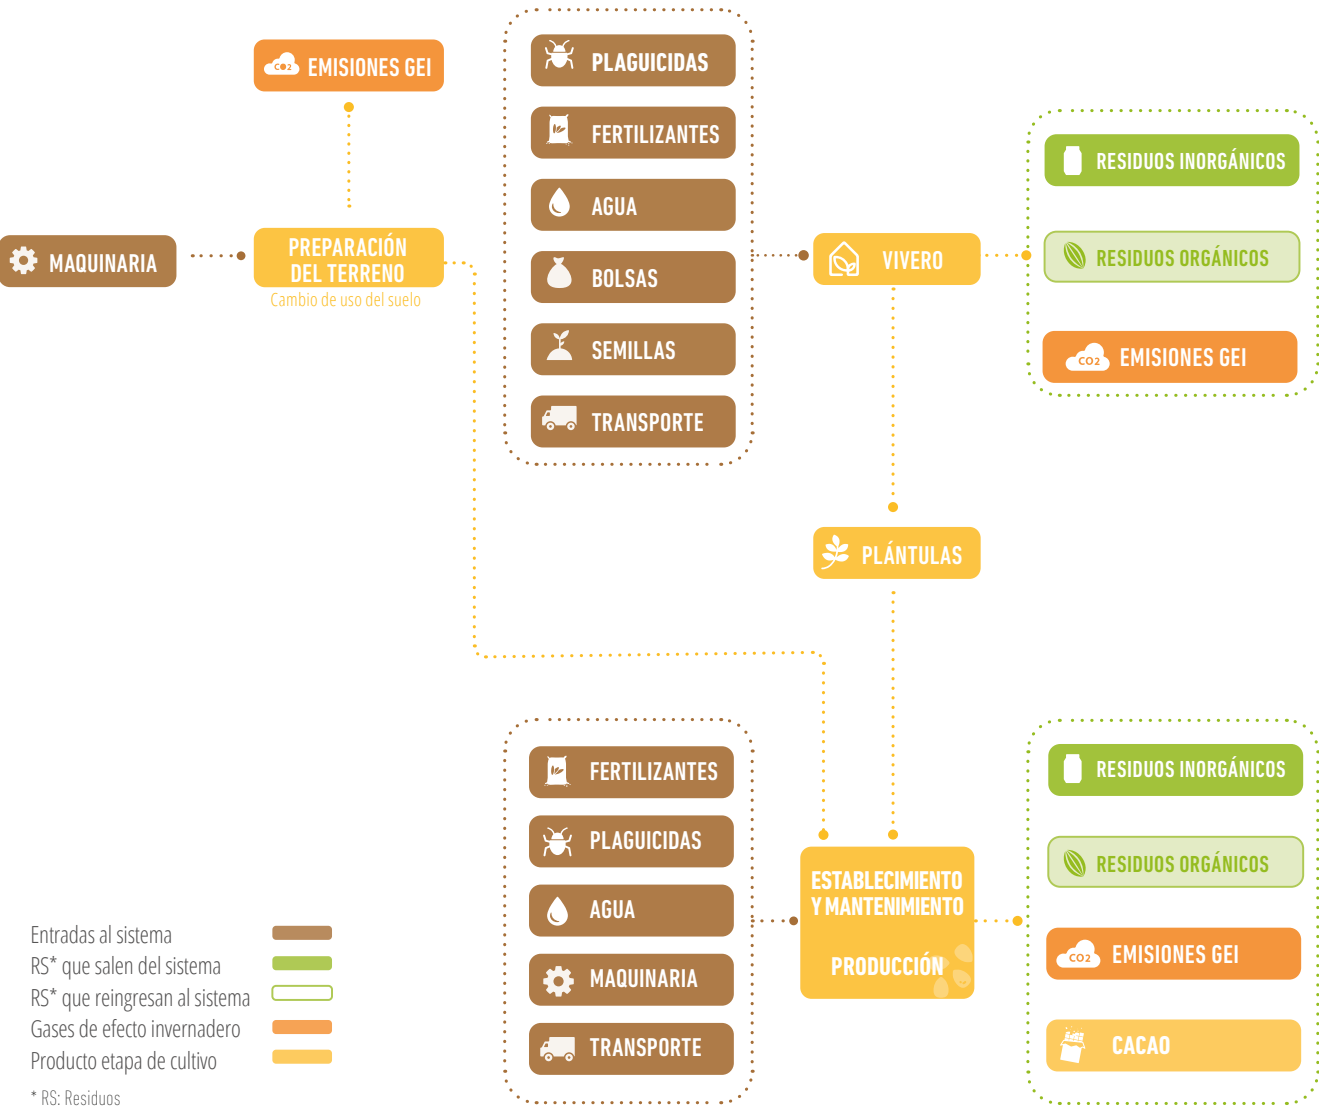 CO2 EMISIONES GEI
MAQUINARIA
PREPARACIÓN
DEL TERRENO
Cambio de uso del suelo
PLAGUICIDAS
FERTILIZANTES
AGUA
BOLSAS
SEMILLAS
TRANSPORTE
VIVERO
RESIDUOS INORGÁNICOS
RESIDUOS ORGÁNICOS
CO2 EMISIONES GEI
PLÁNTULAS
FERTILIZANTES
PLAGUICIDAS
AGUA
MAQUINARIA
TRANSPORTE
ESTABLECIMIENTO
Y MANTENIMIENTO
PRODUCCIÓN
RESIDUOS INORGÁNICOS
RESIDUOS ORGÁNICOS
CO2 EMISIONES GEI
CACAO
Entradas al sistema
RS* que salen del sistema
RS* que reingresan al sistema
Gases de efecto invernadero
Producto etapa de cultivo
* RS: Residuos